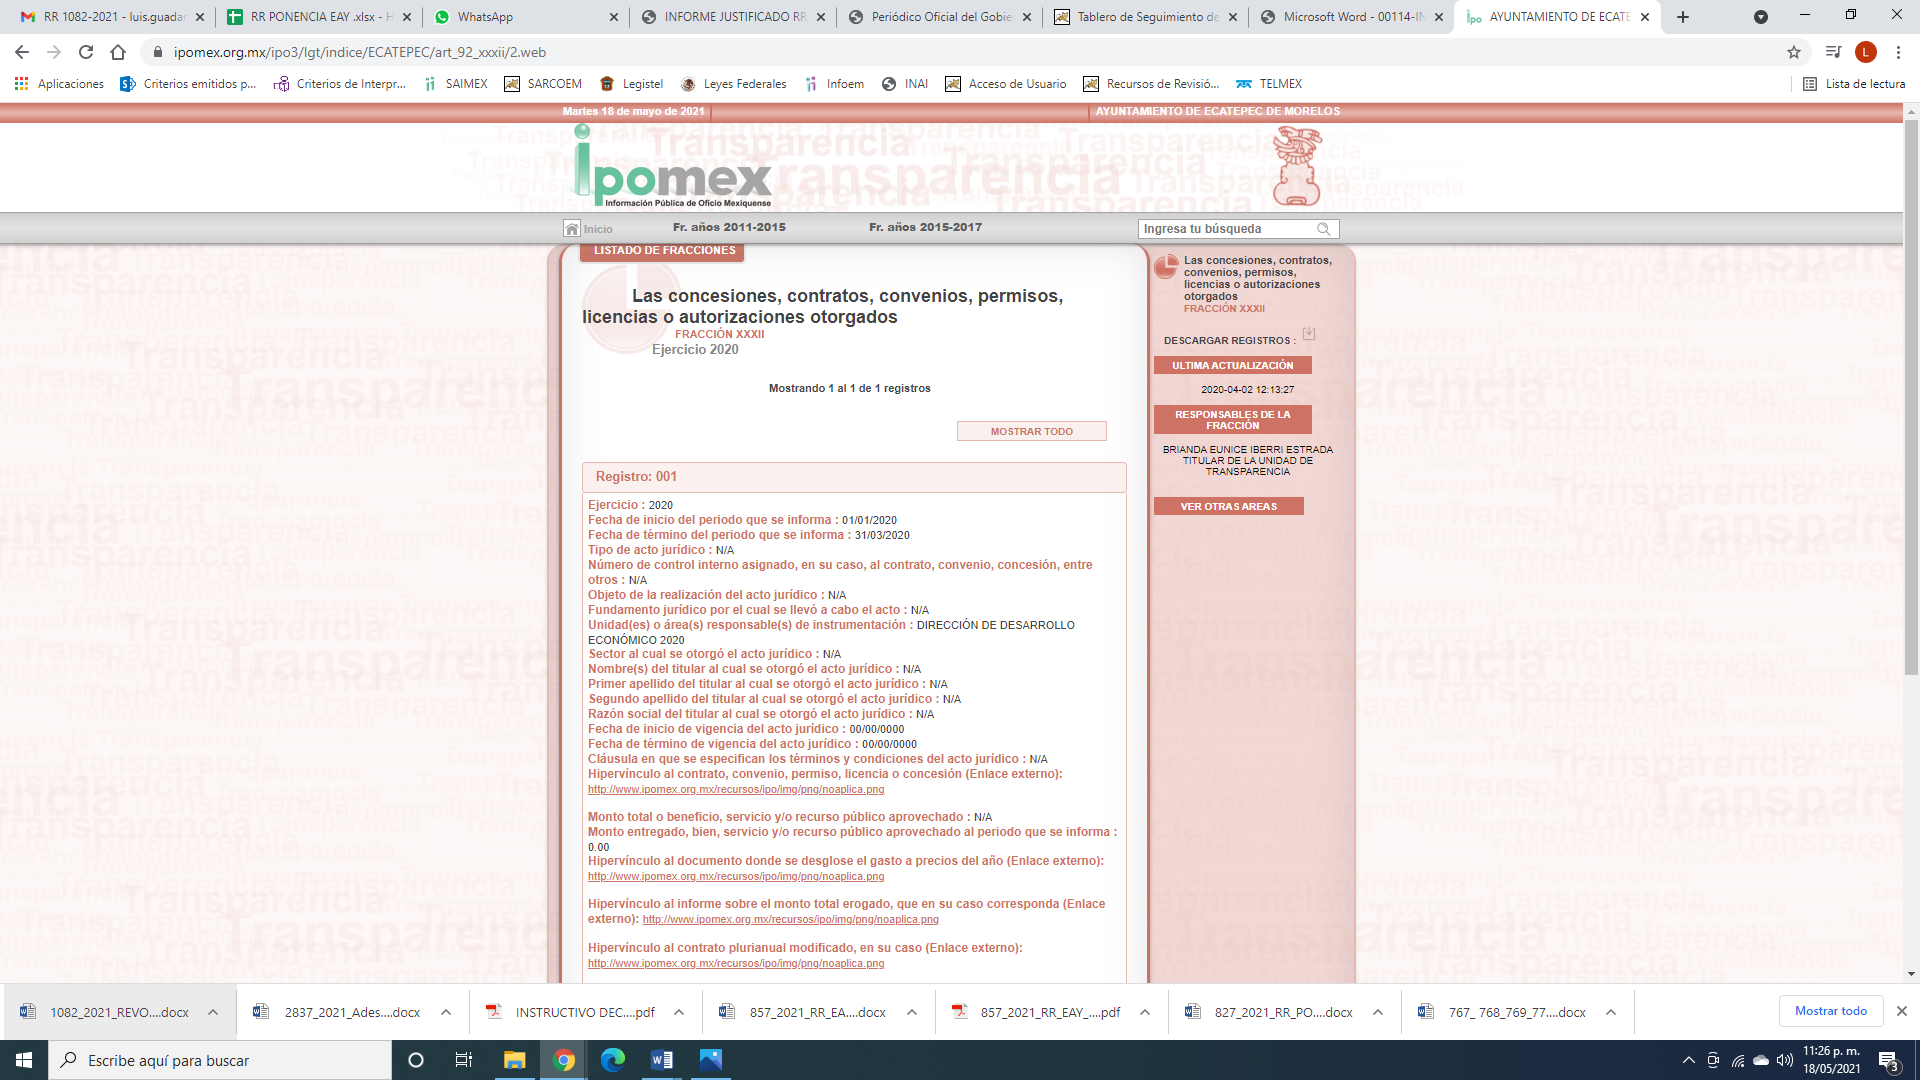 RR 1082-2021 - luis.guadar
RR PONENCIA EAY .xlsx - H
WhatsApp
INFORME JUSTIFICADO RR
Periódico Oficial del Gobie
Tablero de Seguimiento de
Microsoft Word - 00114-IN
AYUNTAMIENTO DE ECATE
ipomex.org.mx/ipo3/lgt/indice/ECATEPEC/art_92_xxxii/2.web
L
Aplicaciones
Criterios emitidos p...
Criterios de Interpr...
SAIMEX
SARCOEM
Legistel
Leyes Federales
Infoem
INAI
Acceso de Usuario
Recursos de Revisió...
TELMEX
Lista de lectura
Martes 18 de mayo de 2021
AYUNTAMIENTO DE ECATEPEC DE MORELOS
ipomex
Información Pública de Oficio Mexiquense
Transparencia
Inicio
Fr. años 2011-2015
Fr. años 2015-2017
Ingresa tu búsqueda
LISTADO DE FRACCIONES
Las concesiones, contratos, convenios, permisos,
licencias o autorizaciones otorgados
FRACCIÓN XXXII
Ejercicio 2020
Mostrando 1 al 1 de 1 registros
MOSTRAR TODO
Registro: 001
Ejercicio : 2020
Fecha de inicio del periodo que se informa : 01/01/2020
Fecha de término del periodo que se informa : 31/03/2020
Tipo de acto jurídico : N/A
Número de control interno asignado, en su caso, al contrato, convenio, concesión, entre
otros : N/A
Objeto de la realización del acto jurídico : N/A
Fundamento jurídico por el cual se llevó a cabo el acto : N/A
Unidad(es) o área(s) responsable(s) de instrumentación : DIRECCIÓN DE DESARROLLO
ECONÓMICO 2020
Sector al cual se otorgó el acto jurídico : N/A
Nombre(s) del titular al cual se otorgó el acto jurídico : N/A
Primer apellido del titular al cual se otorgó el acto jurídico : N/A
Segundo apellido del titular al cual se otorgó el acto jurídico : N/A
Razón social del titular al cual se otorgó el acto jurídico : N/A
Fecha de inicio de vigencia del acto jurídico : 00/00/0000
Fecha de término de vigencia del acto jurídico : 00/00/0000
Cláusula en que se especifican los términos y condiciones del acto jurídico : N/A
Hipervínculo al contrato, convenio, permiso, licencia o concesión (Enlace externo):
http://www.ipomex.org.mx/recursos/ipo/img/png/noaplica.png
Monto total o beneficio, servicio y/o recurso público aprovechado : N/A
Monto entregado, bien, servicio y/o recurso público aprovechado al periodo que se informa :
0.00
Hipervínculo al documento donde se desglose el gasto a precios del año (Enlace externo):
http://www.ipomex.org.mx/recursos/ipo/img/png/noaplica.png
Hipervínculo al informe sobre el monto total erogado, que en su caso corresponda (Enlace
externo): http://www.ipomex.org.mx/recursos/ipo/img/png/noaplica.png
Hipervínculo al contrato plurianual modificado, en su caso (Enlace externo):
http://www.ipomex.org.mx/recursos/ipo/img/png/noaplica.png
Las concesiones, contratos,
convenios, permisos,
licencias o autorizaciones
otorgados
FRACCIÓN XXXII
DESCARGAR REGISTROS :
ULTIMA ACTUALIZACIÓN
2020-04-02 12:13:27
RESPONSABLES DE LA
FRACCIÓN
BRIANDA EUNICE IBERRI ESTRADA
TITULAR DE LA UNIDAD DE
TRANSPARENCIA
VER OTRAS AREAS
1082_2021_REVO....docx
2837_2021_Ades....docx
INSTRUCTIVO DEC....pdf
857_2021_RR_EA....docx
857_2021_RR_EAY_....pdf
827_2021_RR_PO....docx
767_ 768_769_77....docx
Mostrar todo
Escribe aquí para buscar
11:26 p. m.
18/05/2021
3